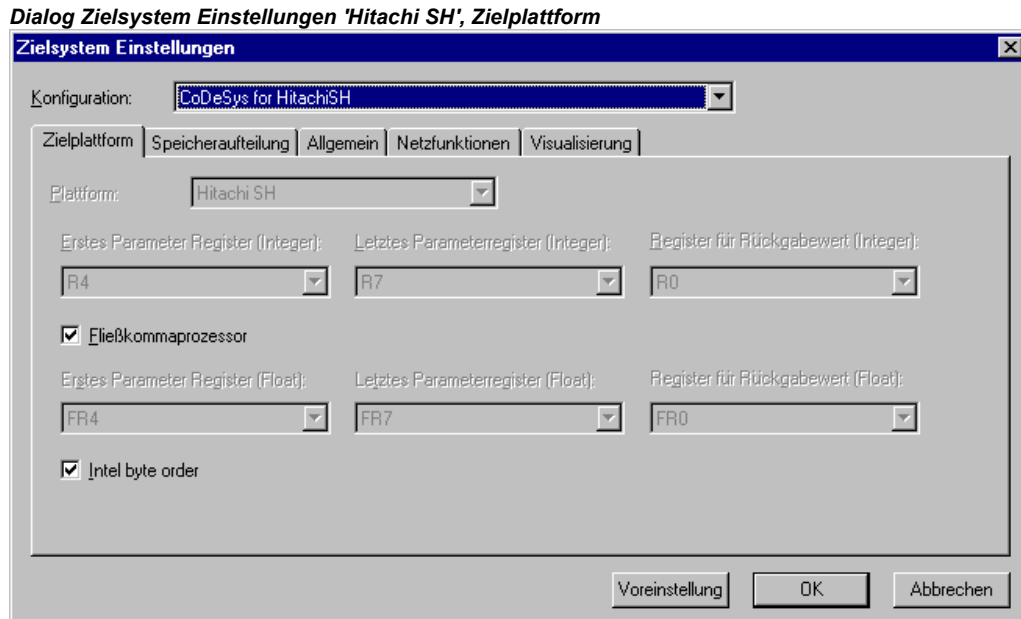 Dialog Zielsystem Einstellungen 'Hitachi SH', Zielplattform
Zielsystem Einstellungen
Konfiguration: CoDeSys for HitachiSH
Zielplattform Speicheraufteilung Allgemein Netzfunktionen Visualisierung
Plattform: Hitachi SH
Erstes Parameter Register (Integer): Letztes Parameterregister (Integer): Register für Rückgabewert (Integer):
R4 R7 R0
Fließkommaprozessor
Erstes Parameter Register (Float): Letztes Parameterregister (Float): Register für Rückgabewert (Float):
FR4 FR7 FR0
Intel byte order
Voreinstellung OK Abbrechen